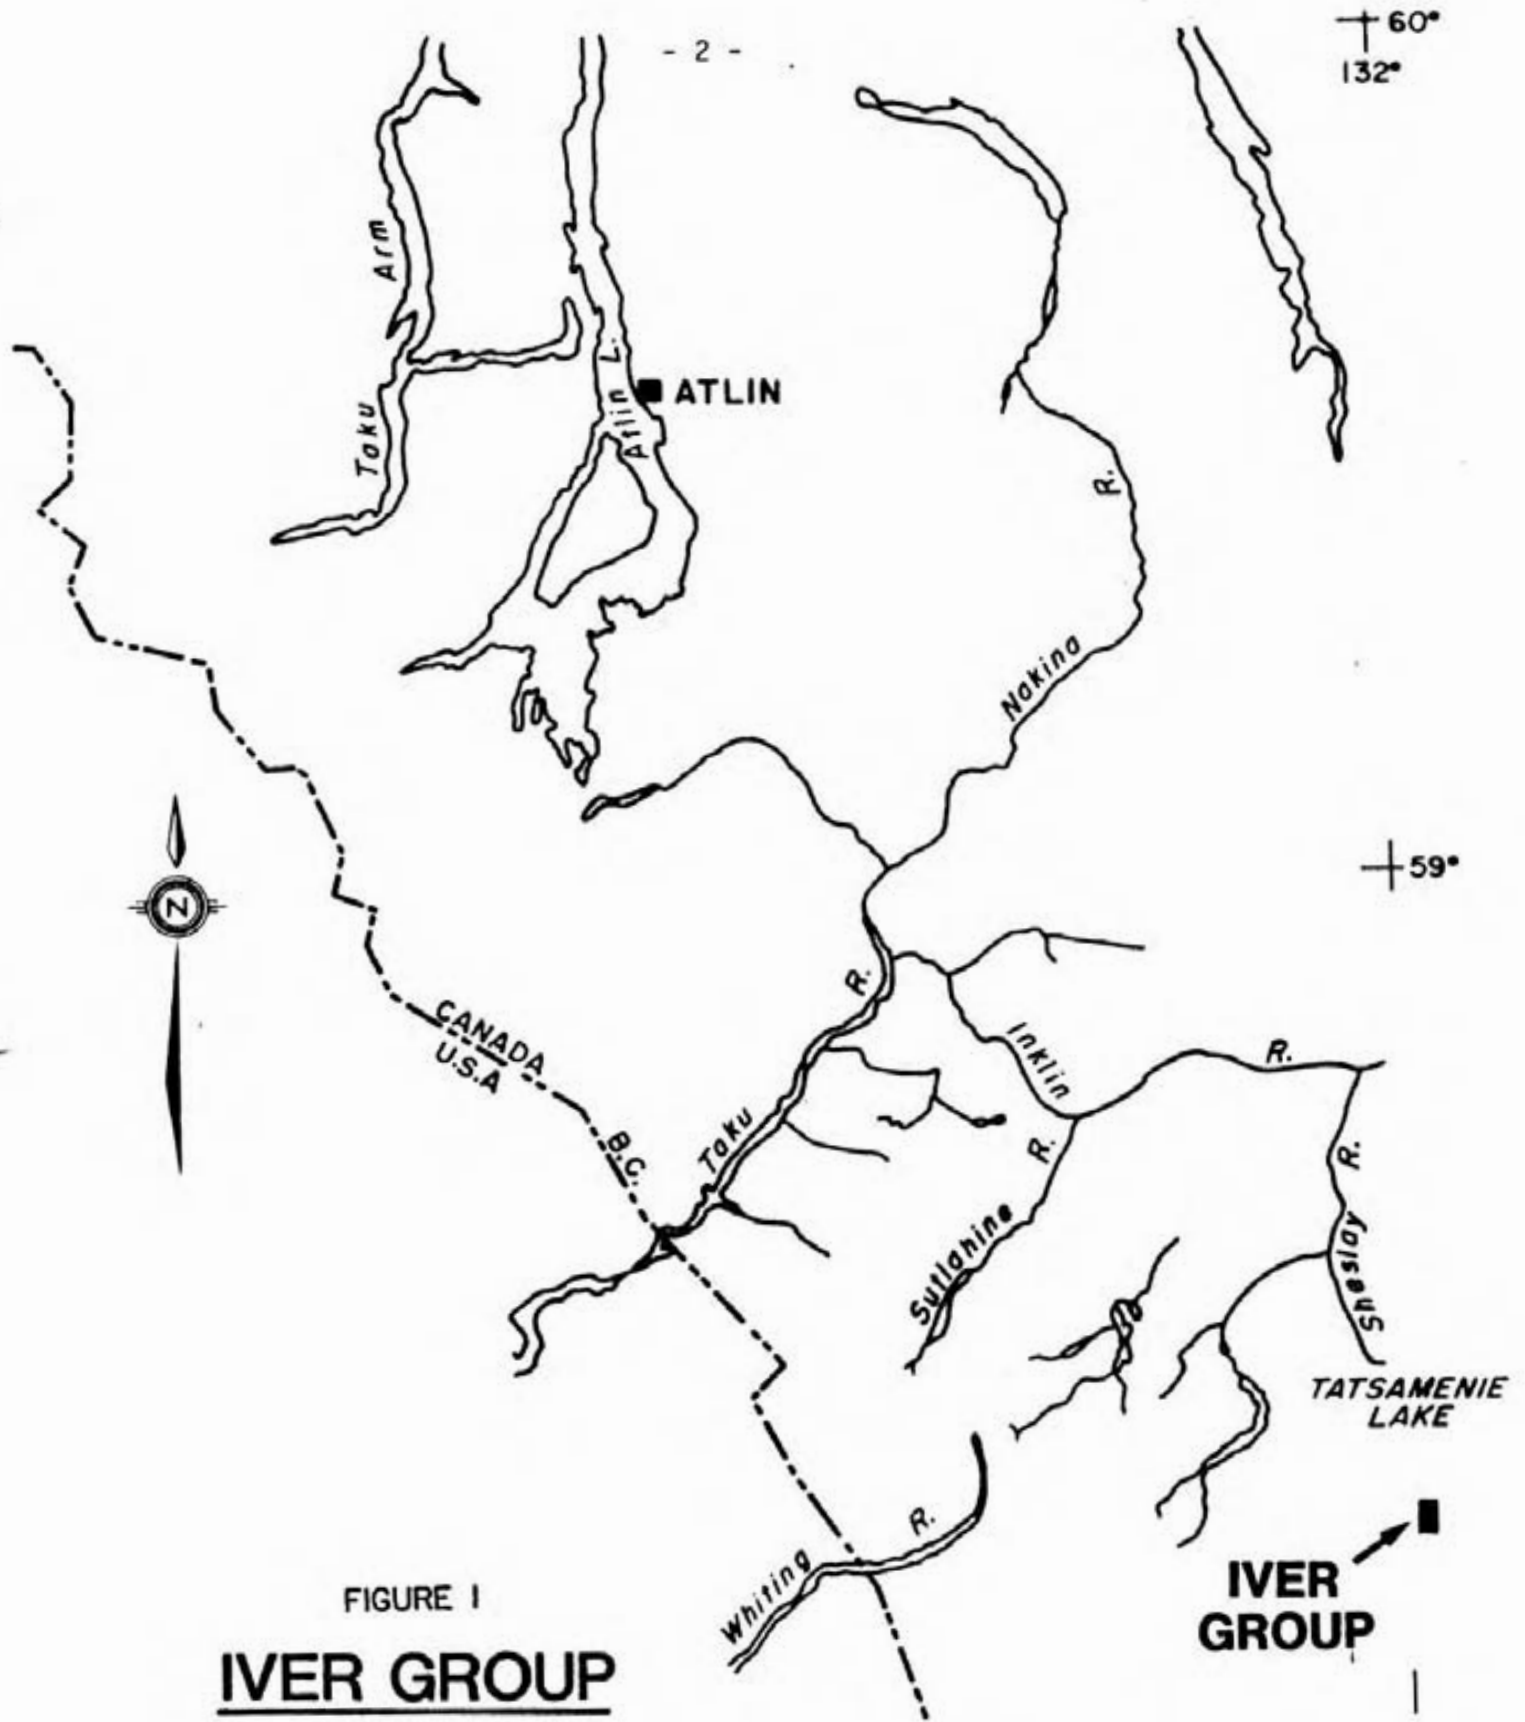 - 2 -
60°
132°
Taku Arm
Atlin L.
ATLIN
Nakina R.
59°
N
CANADA
U.S.A
B.C.
Taku R.
Inklin R.
Sutlahine R.
Sheslay R.
TATSAMENIE
LAKE
Whiting R.
IVER
GROUP
FIGURE 1
IVER GROUP